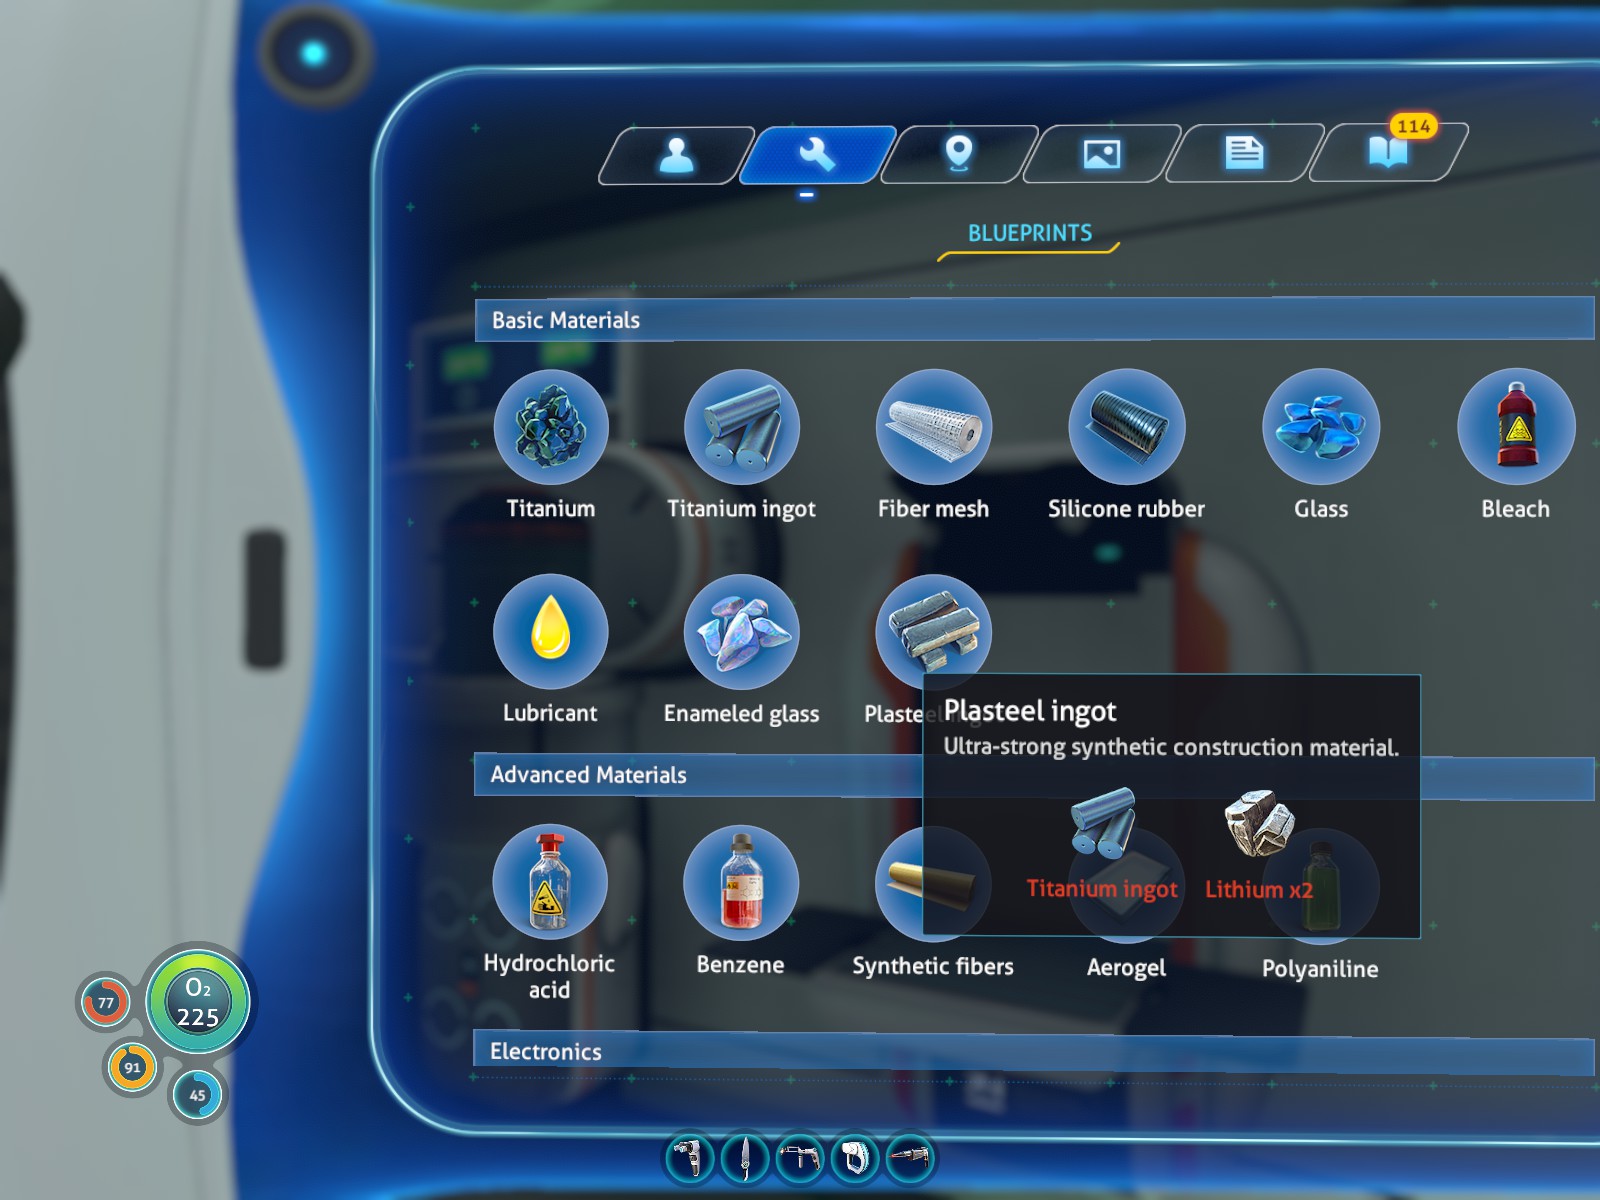 114
BLUEPRINTS
Basic Materials
Titanium
Titanium ingot
Fiber mesh
Silicone rubber
Glass
Bleach
Lubricant
Enameled glass
Plasteel ingot
Plasteel ingot
Ultra-strong synthetic construction material.
Titanium ingot
Lithium x2
Advanced Materials
Hydrochloric
acid
Benzene
Synthetic fibers
Aerogel
Polyaniline
Electronics
77
O₂
225
91
45